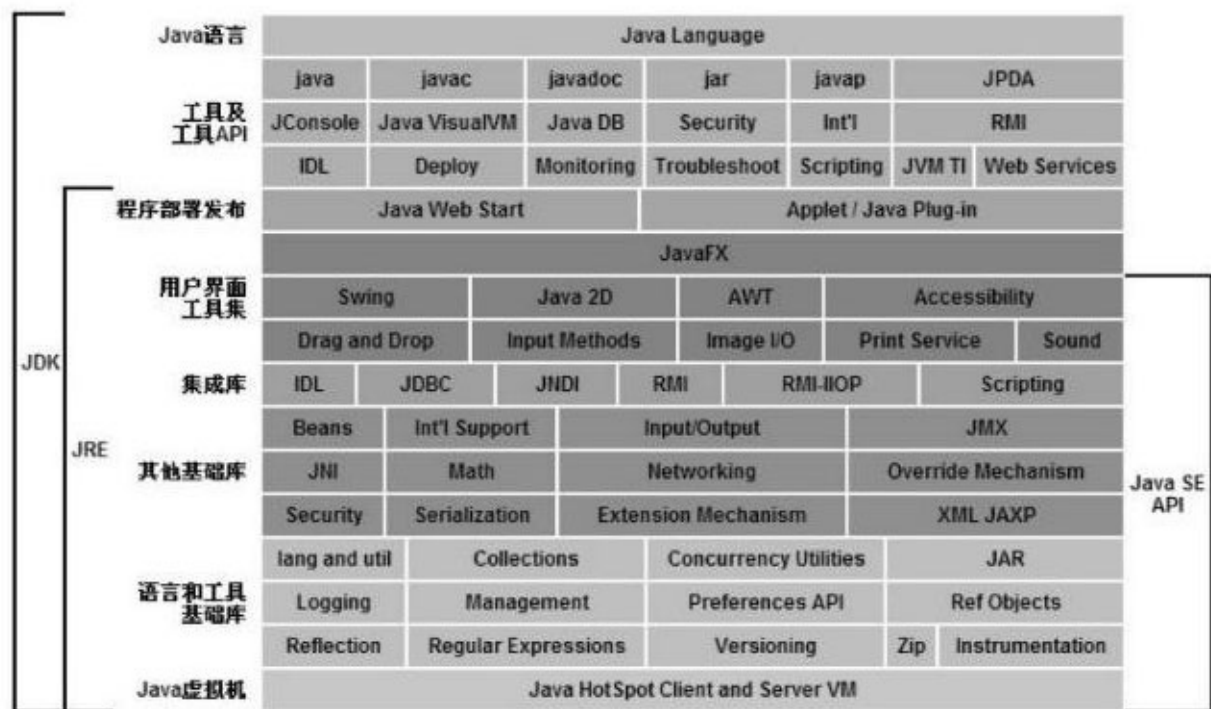 Java语言 Java Language
java javac javadoc jar javap JPDA
工具及
工具API
JConsole Java VisualVM Java DB Security Int'l RMI
IDL Deploy Monitoring Troubleshoot Scripting JVM TI Web Services
程序部署发布 Java Web Start Applet / Java Plug-in
JavaFX
用户界面
工具集
Swing Java 2D AWT Accessibility
Drag and Drop Input Methods Image I/O Print Service Sound
JDK
集成库 IDL JDBC JNDI RMI RMI-IIOP Scripting
Beans Int'l Support Input/Output JMX
JRE
其他基础库 JNI Math Networking Override Mechanism
Java SE
API
Security Serialization Extension Mechanism XML JAXP
lang and util Collections Concurrency Utilities JAR
语言和工具
基础库
Logging Management Preferences API Ref Objects
Reflection Regular Expressions Versioning Zip Instrumentation
Java虚拟机 Java HotSpot Client and Server VM